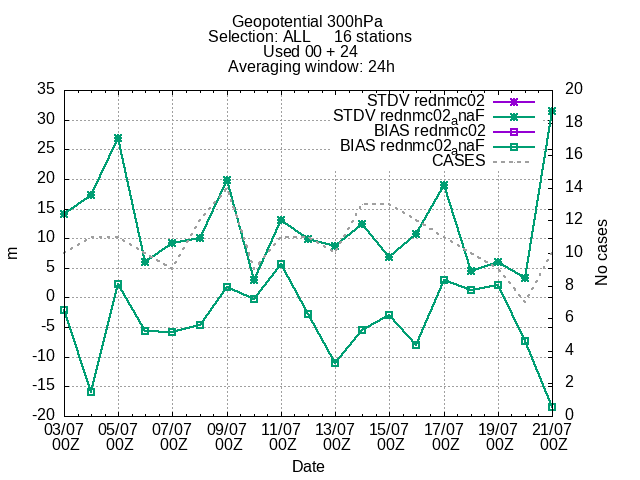 Geopotential 300hPa
Selection: ALL     16 stations
Used 00 + 24
Averaging window: 24h
STDV rednmc02
STDV rednmc02anaF
BIAS rednmc02
BIAS rednmc02anaF
CASES
35
30
25
20
15
10
5
0
-5
-10
-15
-20
m
20
18
16
14
12
10
8
6
4
2
0
No cases
03/07 05/07 07/07 09/07 11/07 13/07 15/07 17/07 19/07 21/07
00Z 00Z 00Z 00Z 00Z 00Z 00Z 00Z 00Z 00Z
Date